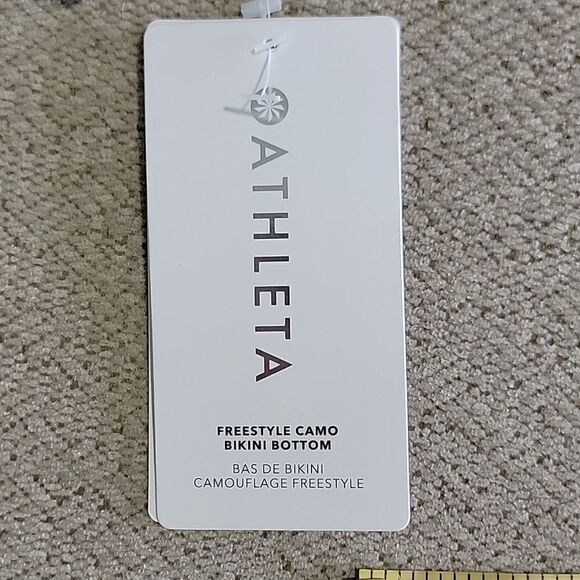 ATHLETA
FREESTYLE CAMO
BIKINI BOTTOM
BAS DE BIKINI
CAMOUFLAGE FREESTYLE